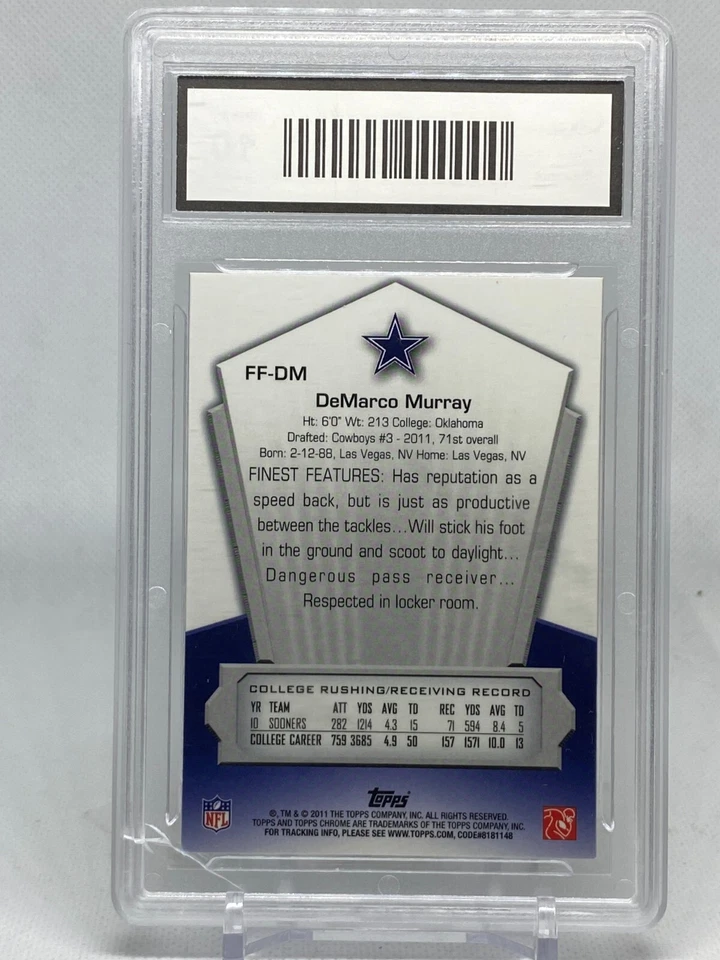 FF-DM
DeMarco Murray
Ht: 6'0" Wt: 213 College: Oklahoma
Drafted: Cowboys #3 - 2011, 71st overall
Born: 2-12-88, Las Vegas, NV Home: Las Vegas, NV
FINEST FEATURES: Has reputation as a
speed back, but is just as productive
between the tackles...Will stick his foot
in the ground and scoot to daylight...
Dangerous pass receiver...
Respected in locker room.
COLLEGE RUSHING/RECEIVING RECORD
YR TEAM ATT YDS AVG TD REC YDS AVG TD
10 SOONERS 282 1214 4.3 15 71 594 8.4 5
COLLEGE CAREER 759 3685 4.9 50 157 1571 10.0 13
NFL
Topps
®, TM & © 2011 THE TOPPS COMPANY, INC. ALL RIGHTS RESERVED.
TOPPS AND TOPPS CHROME ARE TRADEMARKS OF THE TOPPS COMPANY, INC.
FOR TRACKING INFO, PLEASE SEE WWW.TOPPS.COM, CODE#8181148